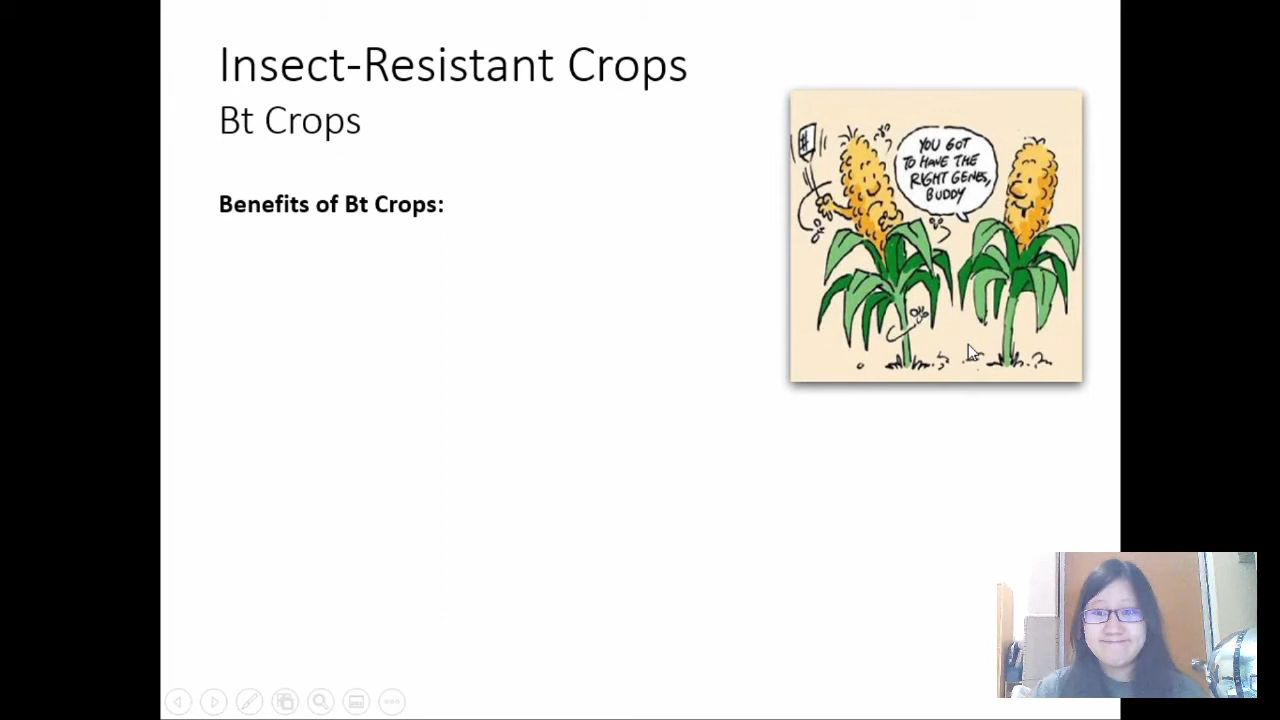 Insect-Resistant Crops
Bt Crops
Benefits of Bt Crops:
#
YOU GOT
TO HAVE THE
RIGHT GENES,
BUDDY